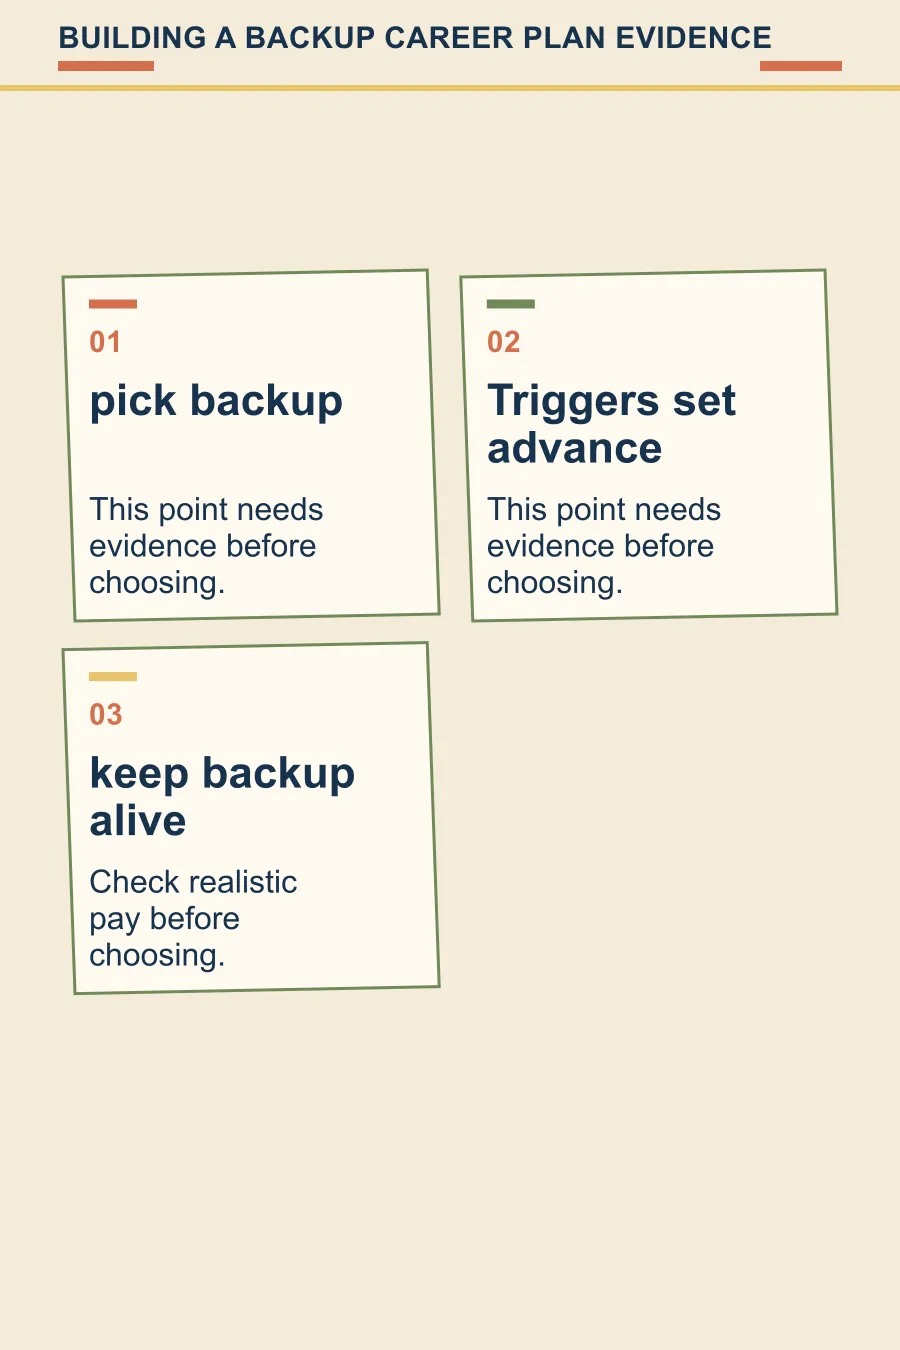 BUILDING A BACKUP CAREER PLAN EVIDENCE
01
pick backup
This point needs
evidence before
choosing.
02
Triggers set
advance
This point needs
evidence before
choosing.
03
keep backup
alive
Check realistic
pay before
choosing.